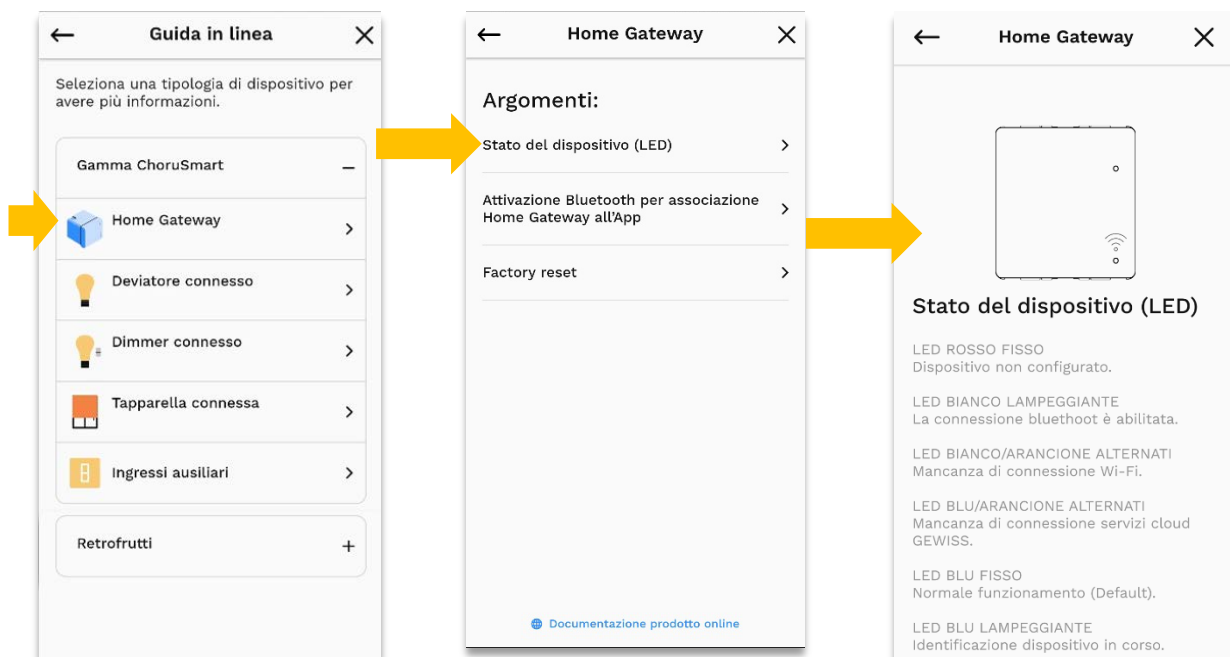 Guida in linea
Seleziona una tipologia di dispositivo per
avere più informazioni.
Gamma ChoruSmart
Home Gateway
Deviatore connesso
Dimmer connesso
Tapparella connessa
Ingressi ausiliari
Retrofrutti
Home Gateway
Argomenti:
Stato del dispositivo (LED)
Attivazione Bluetooth per associazione
Home Gateway all'App
Factory reset
Documentazione prodotto online
Home Gateway
Stato del dispositivo (LED)
LED ROSSO FISSO
Dispositivo non configurato.
LED BIANCO LAMPEGGIANTE
La connessione bluethoot è abilitata.
LED BIANCO/ARANCIONE ALTERNATI
Mancanza di connessione Wi-Fi.
LED BLU/ARANCIONE ALTERNATI
Mancanza di connessione servizi cloud
GEWISS.
LED BLU FISSO
Normale funzionamento (Default).
LED BLU LAMPEGGIANTE
Identificazione dispositivo in corso.